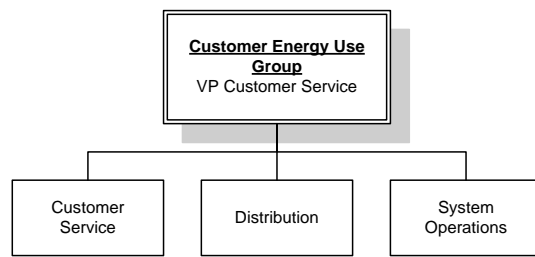 Customer Energy Use
Group
VP Customer Service
Customer
Service
Distribution
System
Operations